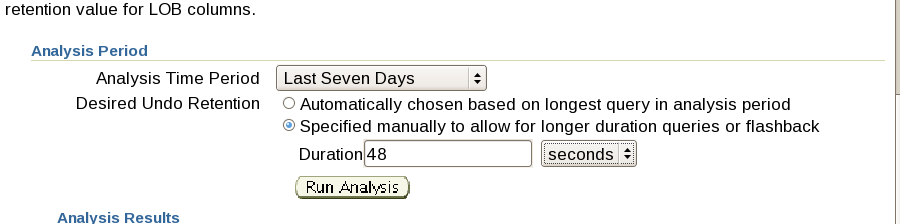 retention value for LOB columns.
Analysis Period
Analysis Time Period Last Seven Days
Desired Undo Retention Automatically chosen based on longest query in analysis period
Specified manually to allow for longer duration queries or flashback
Duration 48 seconds
Run Analysis
Analysis Results